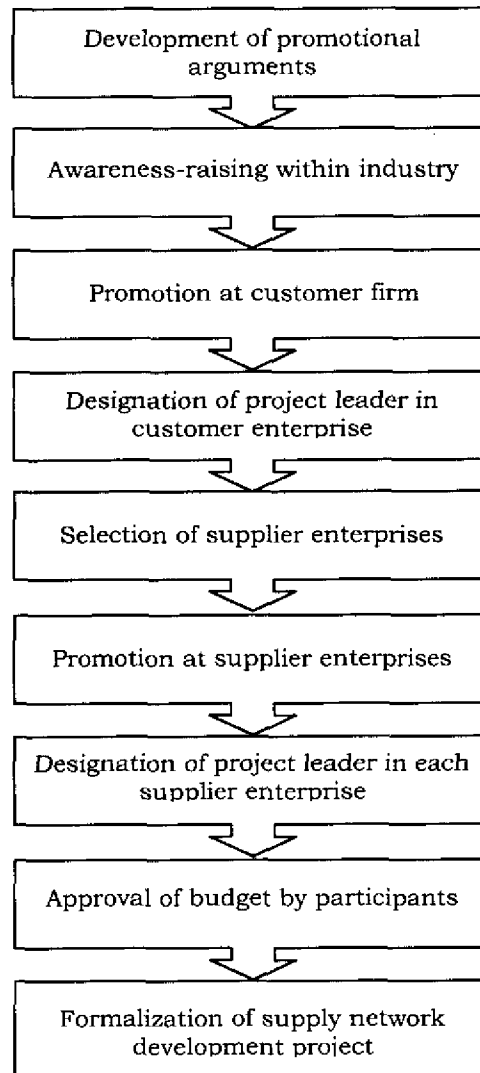 Development of promotional
arguments
Awareness-raising within industry
Promotion at customer firm
Designation of project leader in
customer enterprise
Selection of supplier enterprises
Promotion at supplier enterprises
Designation of project leader in each
supplier enterprise
Approval of budget by participants
Formalization of supply network
development project